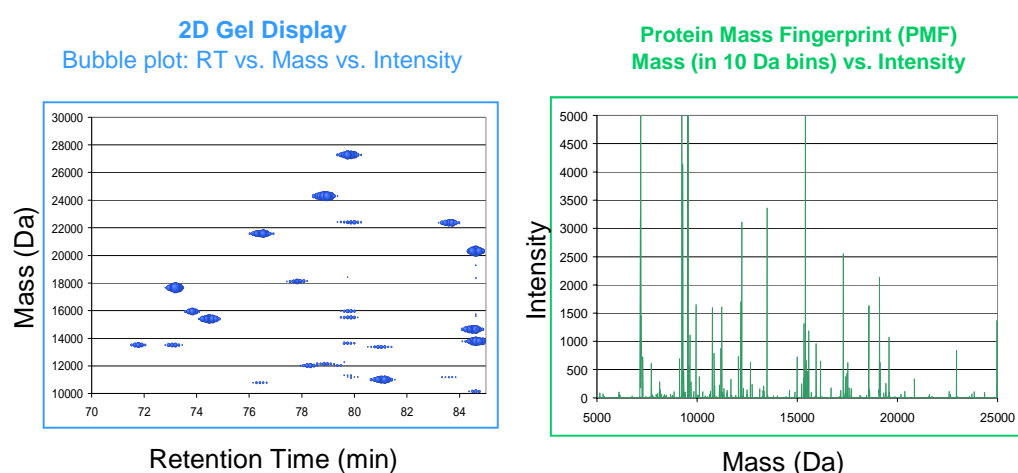 2D Gel Display
Bubble plot: RT vs. Mass vs. Intensity
Mass (Da)
30000
28000
26000
24000
22000
20000
18000
16000
14000
12000
10000
70 72 74 76 78 80 82 84
Retention Time (min)
Protein Mass Fingerprint (PMF)
Mass (in 10 Da bins) vs. Intensity
Intensity
5000
4500
4000
3500
3000
2500
2000
1500
1000
500
0
5000 10000 15000 20000 25000
Mass (Da)